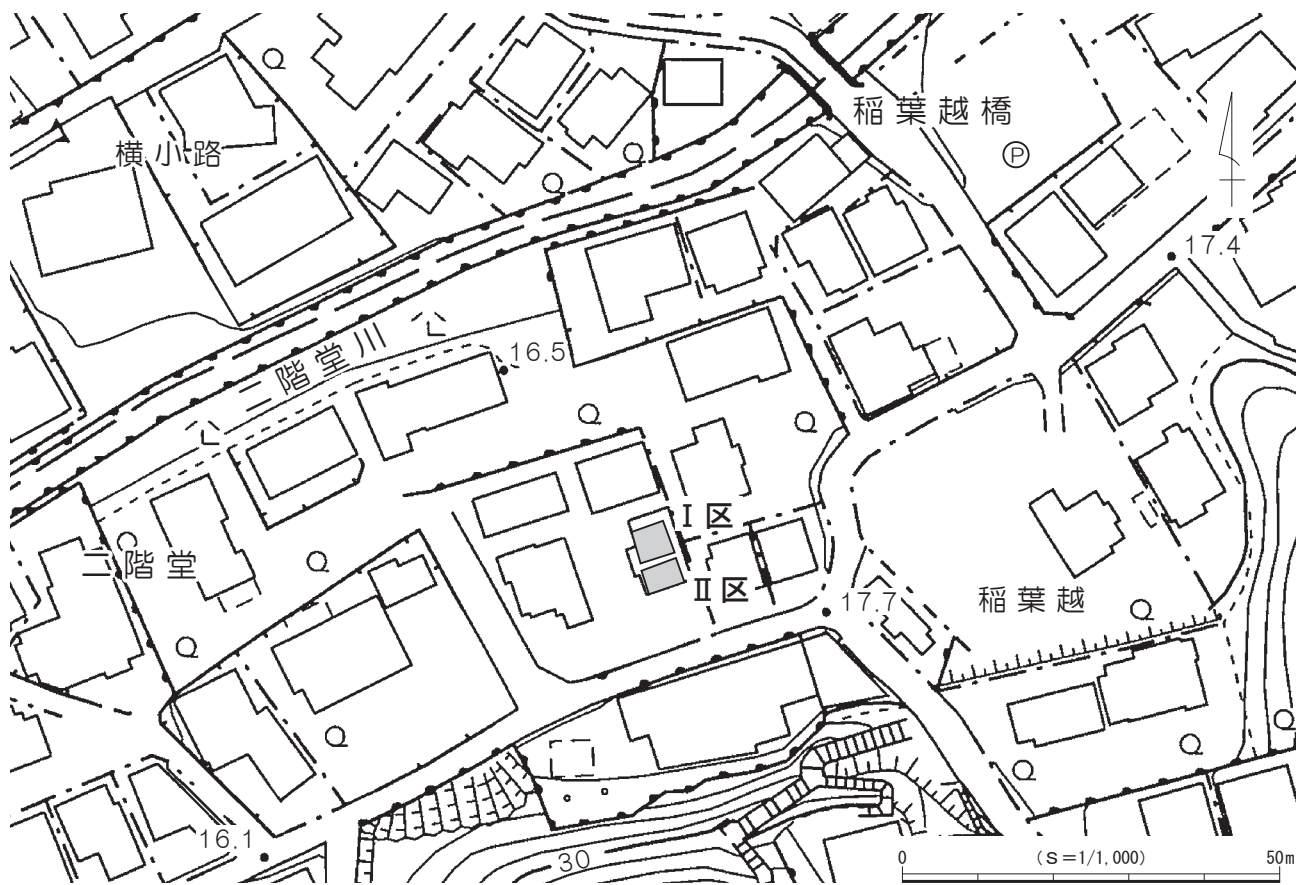 稲葉越橋
横小路
Ⓟ
17.4
二階堂川
16.5
Ⅰ区
二階堂
Ⅱ区
稲葉越
17.7
16.1
30
0 (S=1/1,000) 50m